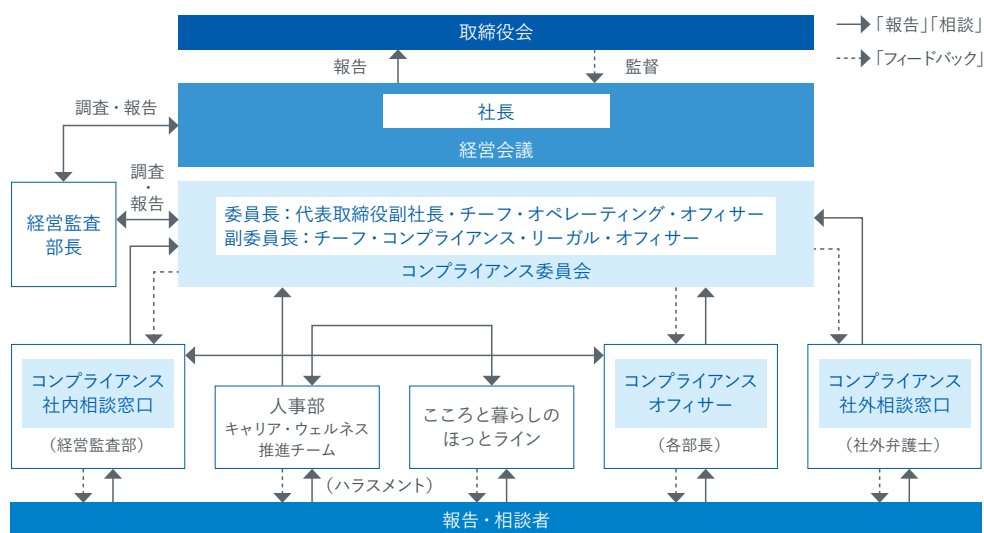 取締役会
「報告」「相談」
「フィードバック」
報告
監督
社長
経営会議
調査・報告
調査
・
報告
経営監査
部長
委員長：代表取締役副社長・チーフ・オペレーティング・オフィサー
副委員長：チーフ・コンプライアンス・リーガル・オフィサー
コンプライアンス委員会
コンプライアンス
社内相談窓口
（経営監査部）
人事部
キャリア・ウェルネス
推進チーム
こころと暮らしの
ほっとライン
コンプライアンス
オフィサー
（各部長）
コンプライアンス
社外相談窓口
（社外弁護士）
（ハラスメント）
報告・相談者